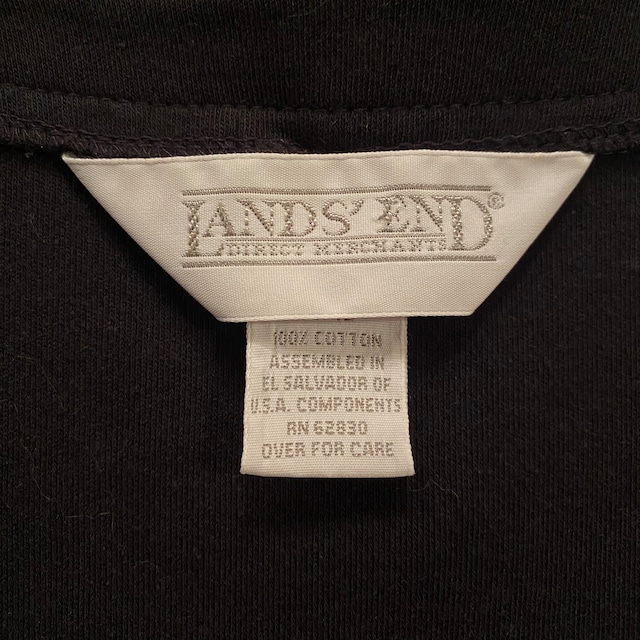 LANDS' END®
DIRECT MERCHANTS
100% COTTON
ASSEMBLED IN
EL SALVADOR OF
U.S.A. COMPONENTS
RN 62830
OVER FOR CARE